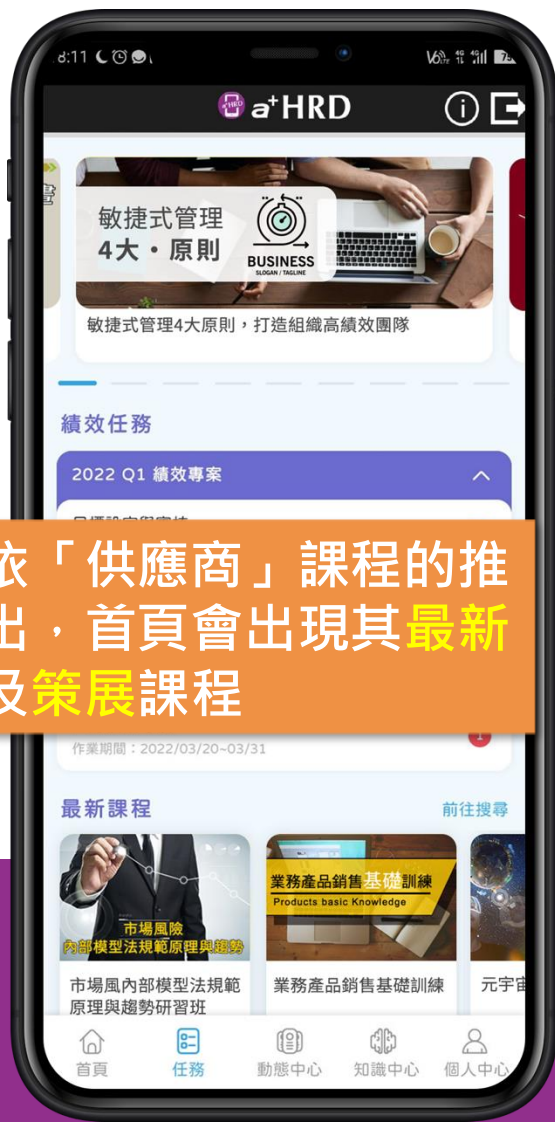 8:11
a⁺HRD
敏捷式管理
4大・原則
BUSINESS
SLOGAN / TAGLINE
敏捷式管理4大原則，打造組織高績效團隊
績效任務
2022 Q1 績效專案
依「供應商」課程的推
出，首頁會出現其最新
及策展課程
作業期間：2022/03/20~03/31
最新課程
前往搜尋
市場風險
內部模型法規範原理與趨勢
業務產品銷售基礎訓練
Products basic Knowledge
市場風內部模型法規範
原理與趨勢研習班
業務產品銷售基礎訓練
元宇宙
首頁
任務
動態中心
知識中心
個人中心